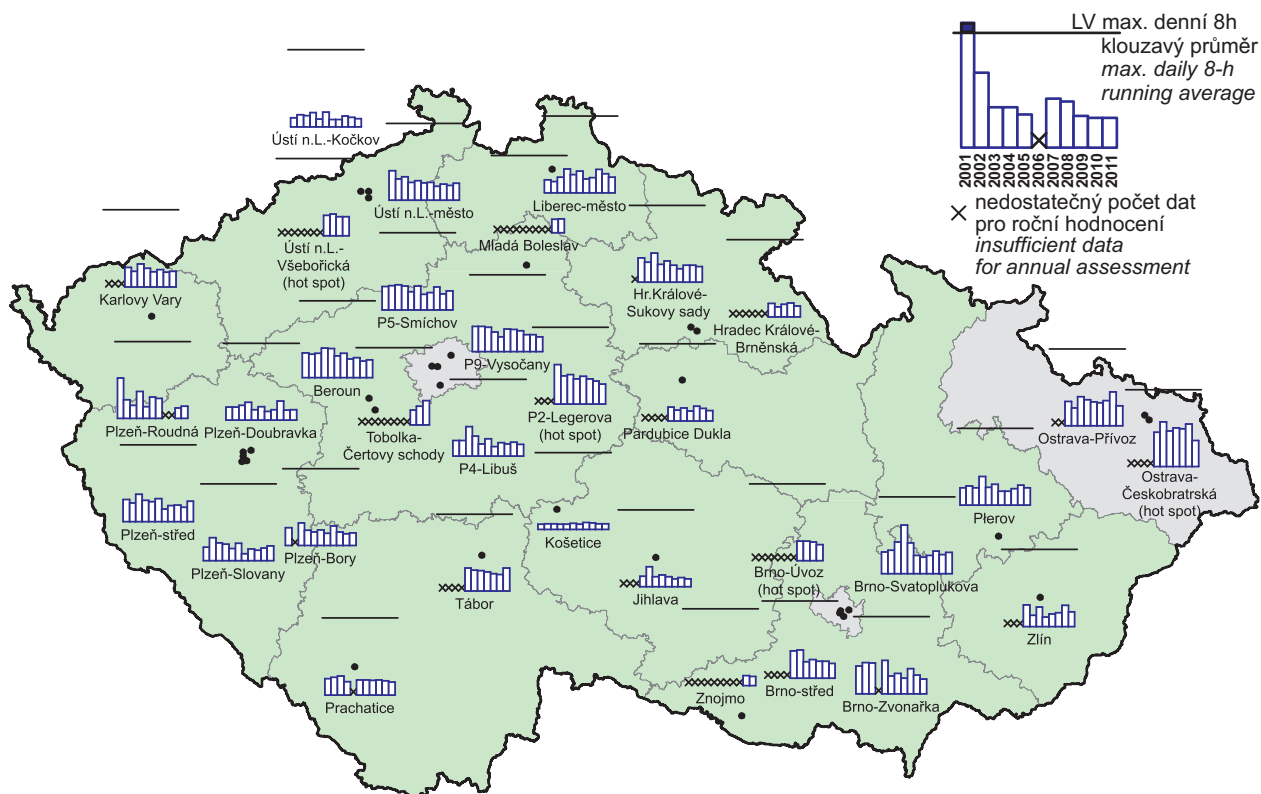 LV max. denní 8h
klouzavý průměr
max. daily 8-h
running average
2001
2002
2003
2004
2005
2006
2007
2008
2009
2010
2011
× nedostatečný počet dat
pro roční hodnocení
insufficient data
for annual assessment
Ústí n.L.-Kočkov
Ústí n.L.-město
Liberec-město
Ústí n.L.-
Všebořická
(hot spot)
Mladá Boleslav
Karlovy Vary
P5-Smíchov
Hr.Králové-
Sukovy sady
Hradec Králové-
Brněnská
P9-Vysočany
Beroun
P2-Legerova
(hot spot)
Plzeň-Roudná
Plzeň-Doubravka
Tobolka-
Čertovy schody
Pardubice Dukla
Ostrava-Přívoz
P4-Libuš
Ostrava-
Českobratrská
(hot spot)
Přerov
Plzeň-střed
Plzeň-Slovany
Plzeň-Bory
Košetice
Brno-Úvoz
(hot spot)
Brno-Svatoplukova
Tábor
Jihlava
Zlín
Prachatice
Znojmo
Brno-střed
Brno-Zvonařka